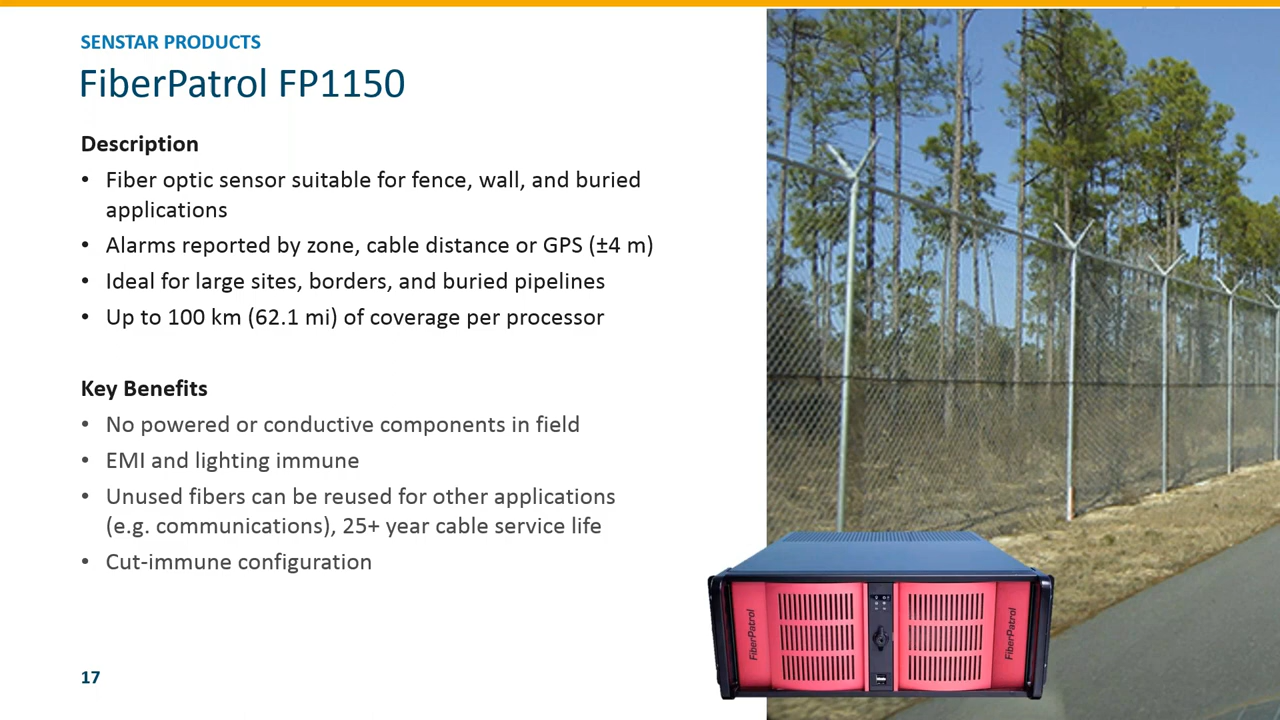 SENSTAR PRODUCTS
FiberPatrol FP1150
Description
• Fiber optic sensor suitable for fence, wall, and buried
applications
• Alarms reported by zone, cable distance or GPS (±4 m)
• Ideal for large sites, borders, and buried pipelines
• Up to 100 km (62.1 mi) of coverage per processor
Key Benefits
• No powered or conductive components in field
• EMI and lighting immune
• Unused fibers can be reused for other applications
(e.g. communications), 25+ year cable service life
• Cut-immune configuration
FiberPatrol
FiberPatrol
17